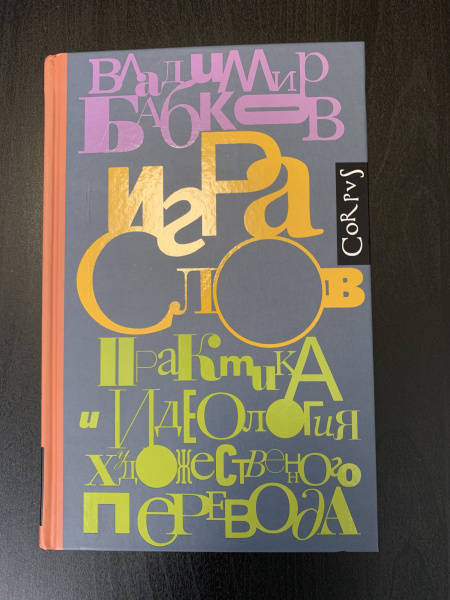 Владимир
Бабков
Игра
Слов
Практика
и Идеология
художественного
перевода
Corpus